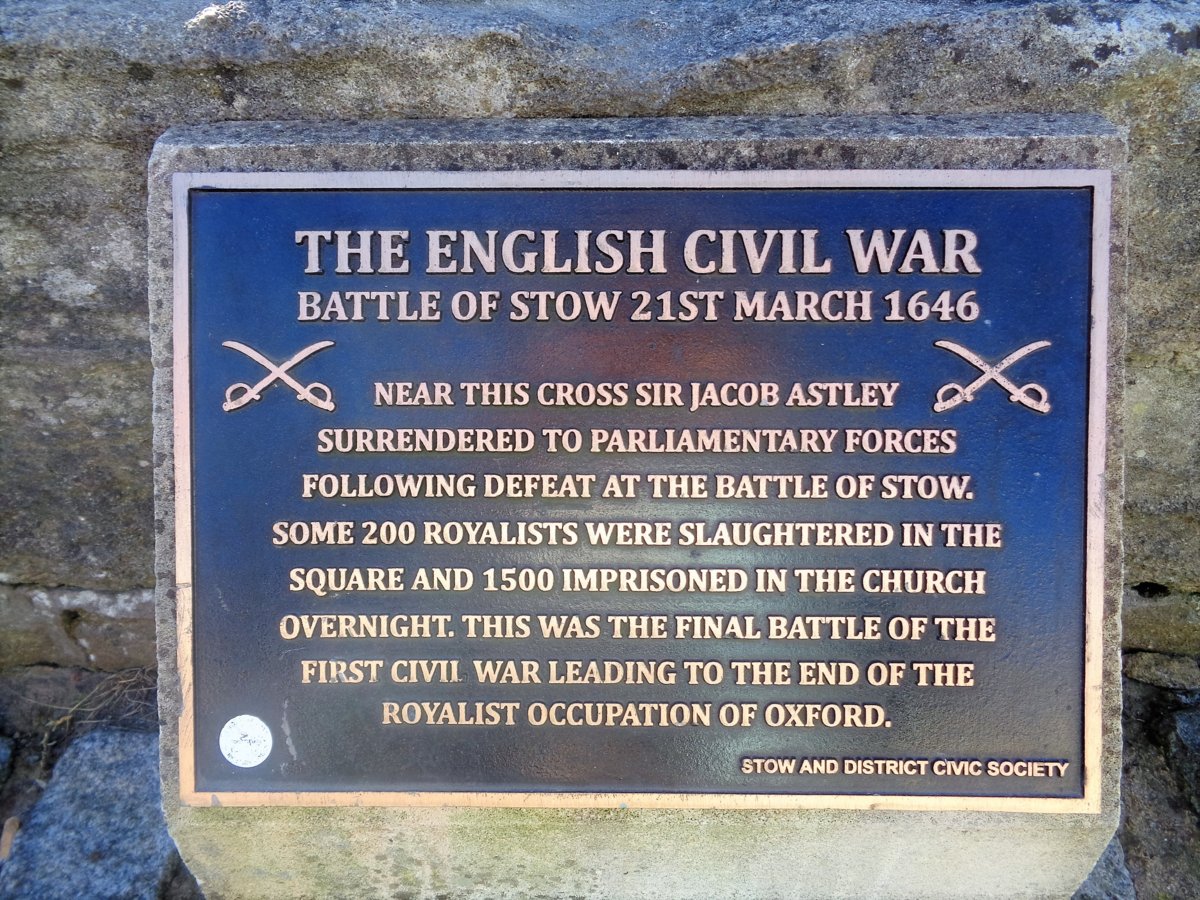 THE ENGLISH CIVIL WAR
BATTLE OF STOW 21ST MARCH 1646
NEAR THIS CROSS SIR JACOB ASTLEY
SURRENDERED TO PARLIAMENTARY FORCES
FOLLOWING DEFEAT AT THE BATTLE OF STOW.
SOME 200 ROYALISTS WERE SLAUGHTERED IN THE
SQUARE AND 1500 IMPRISONED IN THE CHURCH
OVERNIGHT. THIS WAS THE FINAL BATTLE OF THE
FIRST CIVIL WAR LEADING TO THE END OF THE
ROYALIST OCCUPATION OF OXFORD.
STOW AND DISTRICT CIVIC SOCIETY